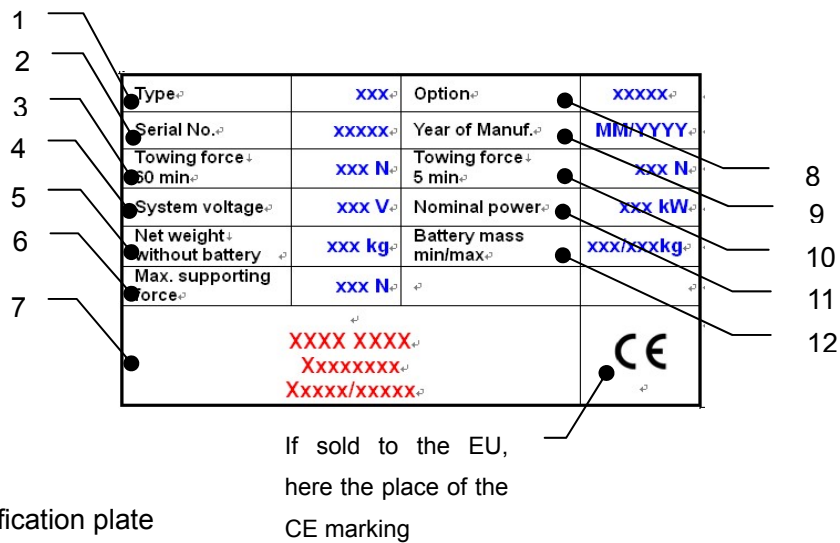 1
2
3
4
5
6
7
Type xxx Option xxxxx
Serial No. xxxxx Year of Manuf. MM/YYYY
Towing force xxx N Towing force xxx N
60 min 5 min
System voltage xxx V Nominal power xxx kW
Net weight xxx kg Battery mass xxx/xxxkg
without battery min/max
Max. supporting xxx N
force
XXXX XXXX
Xxxxxxxx
Xxxxx/xxxxx
CE
8
9
10
11
12
If sold to the EU,
here the place of the
CE marking
fication plate